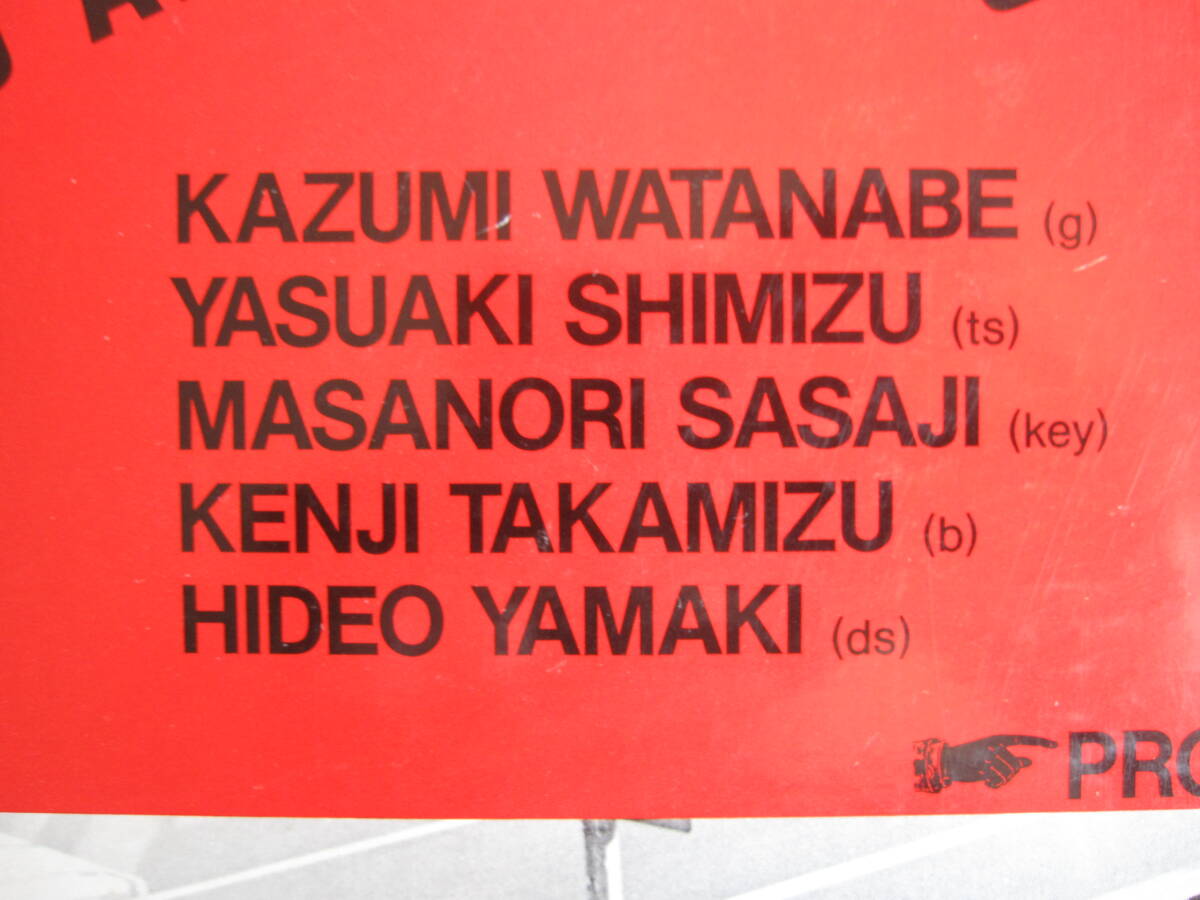 KAZUMI WATANABE (g)
YASUAKI SHIMIZU (ts)
MASANORI SASAJI (key)
KENJI TAKAMIZU (b)
HIDEO YAMAKI (ds)